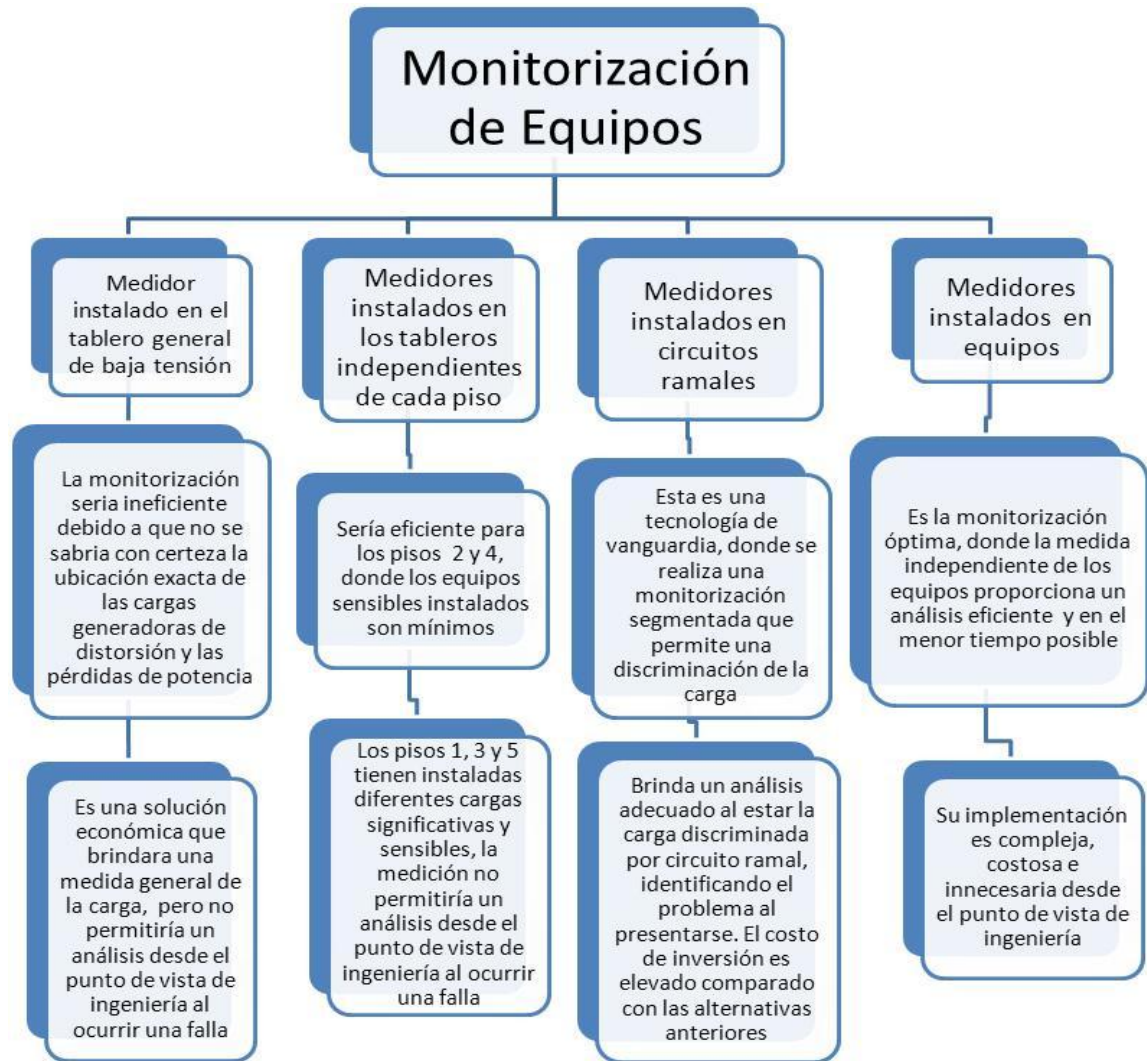 Monitorización
de Equipos
Medidor
instalado en el
tablero general
de baja tensión
La monitorización
seria ineficiente
debido a que no se
sabria con certeza la
ubicación exacta de
las cargas
generadoras de
distorsión y las
pérdidas de potencia
Es una solución
económica que
brindara una
medida general de
la carga, pero no
permitiría un
análisis desde el
punto de vista de
ingeniería al
ocurrir una falla
Medidores
instalados en
los tableros
independientes
de cada piso
Sería eficiente para
los pisos 2 y 4,
donde los equipos
sensibles instalados
son mínimos
Los pisos 1, 3 y 5
tienen instaladas
diferentes cargas
significativas y
sensibles, la
medición no
permitiría un
análisis desde el
punto de vista de
ingeniería al ocurrir
una falla
Medidores
instalados en
circuitos
ramales
Esta es una
tecnología de
vanguardia, donde se
realiza una
monitorización
segmentada que
permite una
discriminación de la
carga
Brinda un análisis
adecuado al estar la
carga discriminada
por circuito ramal,
identificando el
problema al
presentarse. El costo
de inversión es
elevado comparado
con las alternativas
anteriores
Medidores
instalados en
equipos
Es la monitorización
óptima, donde la medida
independiente de los
equipos proporciona un
análisis eficiente y en el
menor tiempo posible
Su implementación
es compleja,
costosa e
innecesaria desde
el punto de vista de
ingeniería